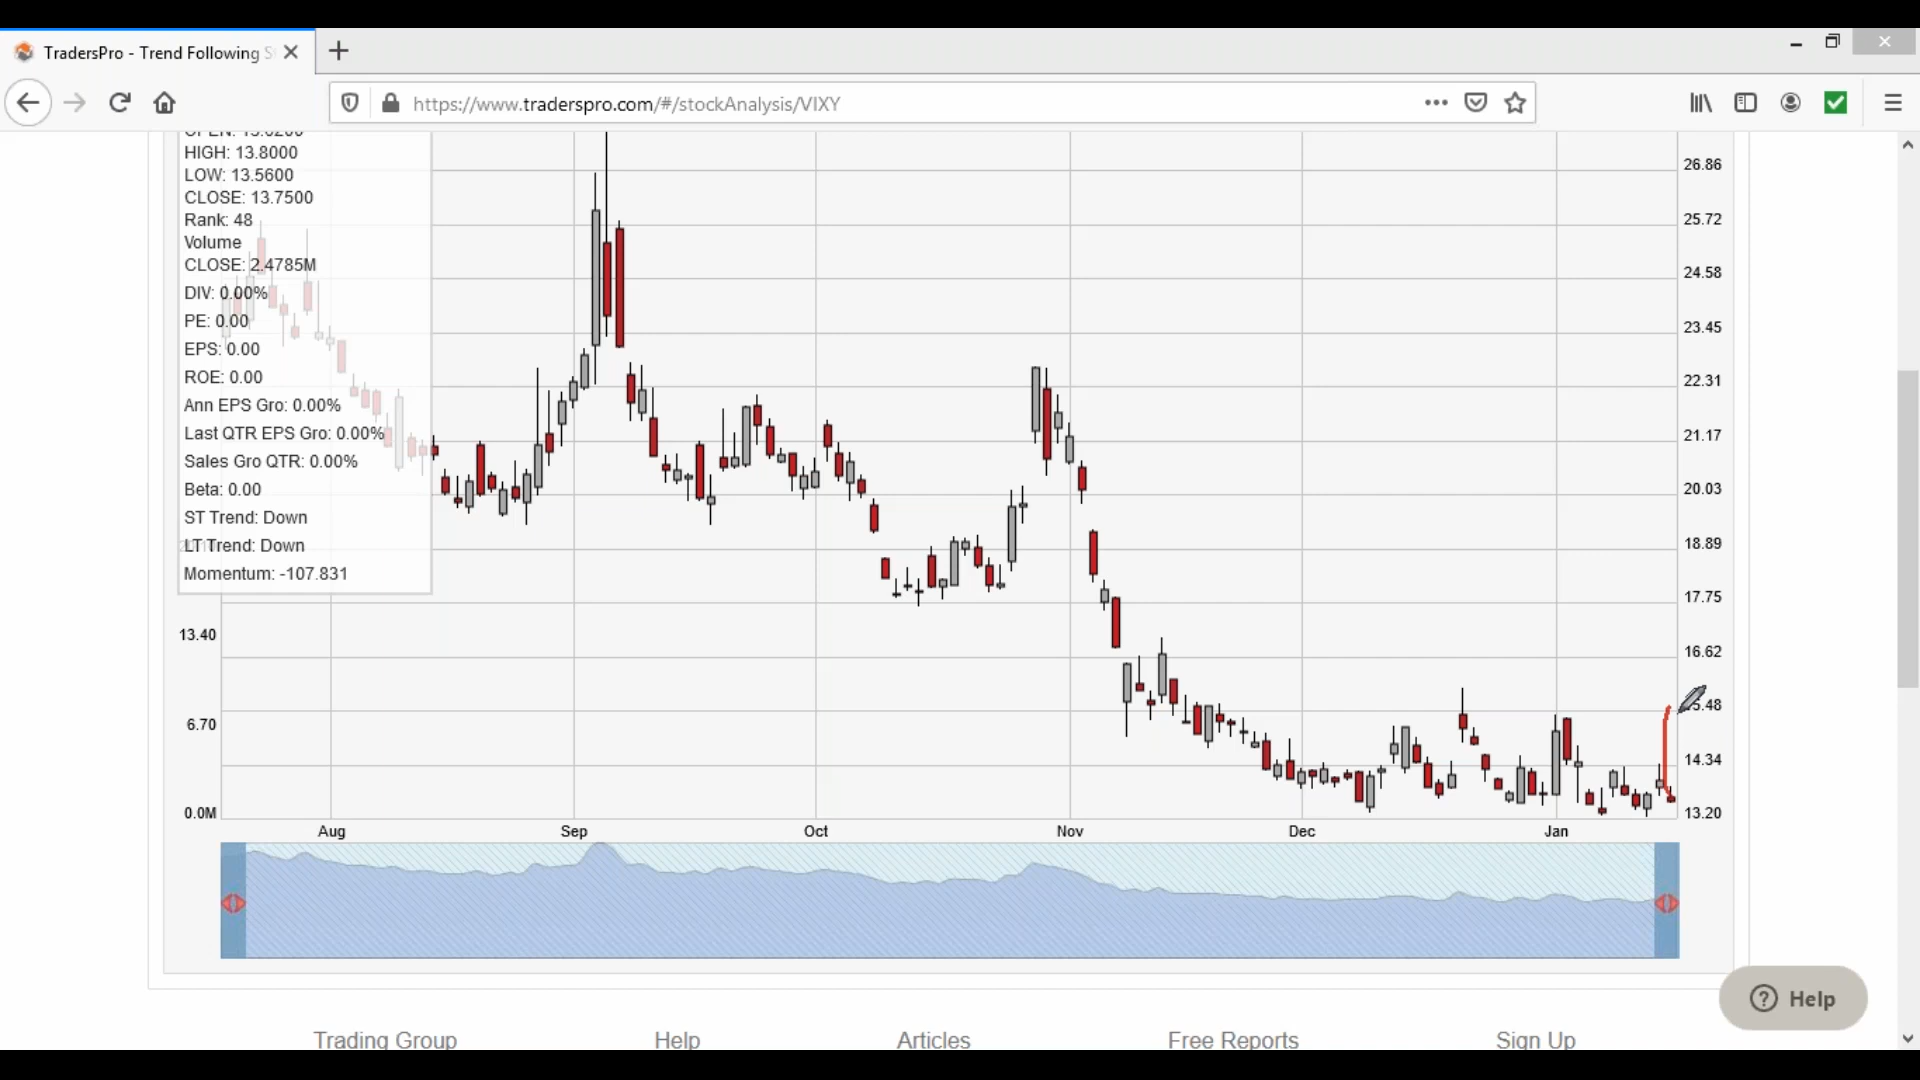 TradersPro - Trend Following S
https://www.traderspro.com/#/stockAnalysis/VIXY
HIGH: 13.8000
LOW: 13.5600
CLOSE: 13.7500
Rank: 48
Volume
CLOSE: 2.4785M
DIV: 0.00%
PE: 0.00
EPS: 0.00
ROE: 0.00
Ann EPS Gro: 0.00%
Last QTR EPS Gro: 0.00%
Sales Gro QTR: 0.00%
Beta: 0.00
ST Trend: Down
LT Trend: Down
Momentum: -107.831
13.40
6.70
0.0M
26.86
25.72
24.58
23.45
22.31
21.17
20.03
18.89
17.75
16.62
5.48
14.34
13.20
Aug
Sep
Oct
Nov
Dec
Jan
Help
Trading Group
Help
Articles
Free Reports
Sign Up